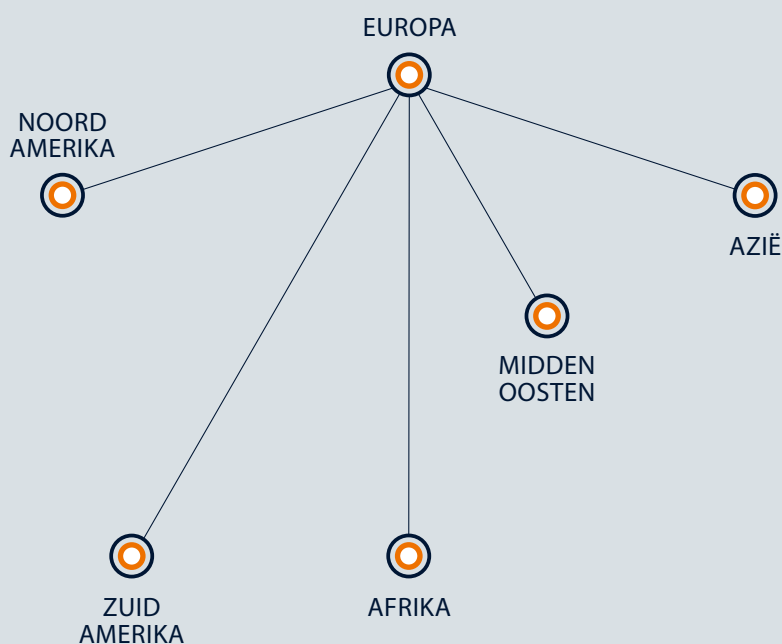 EUROPA
NOORD
AMERIKA
AZIË
MIDDEN
OOSTEN
ZUID
AMERIKA
AFRIKA